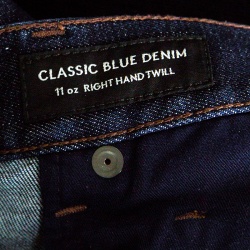 CLASSIC BLUE DENIM
11 oz RIGHT HAND TWILL